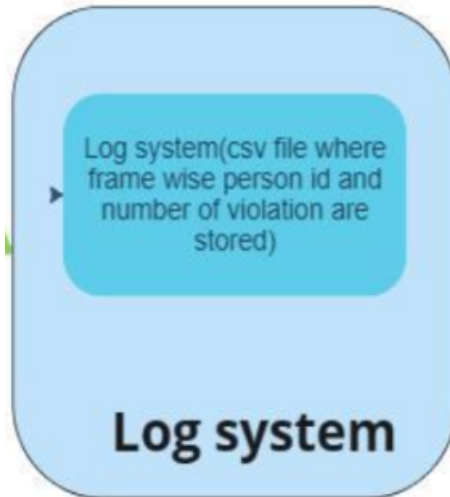 Log system(csv file where
frame wise person id and
number of violation are
stored)
Log system